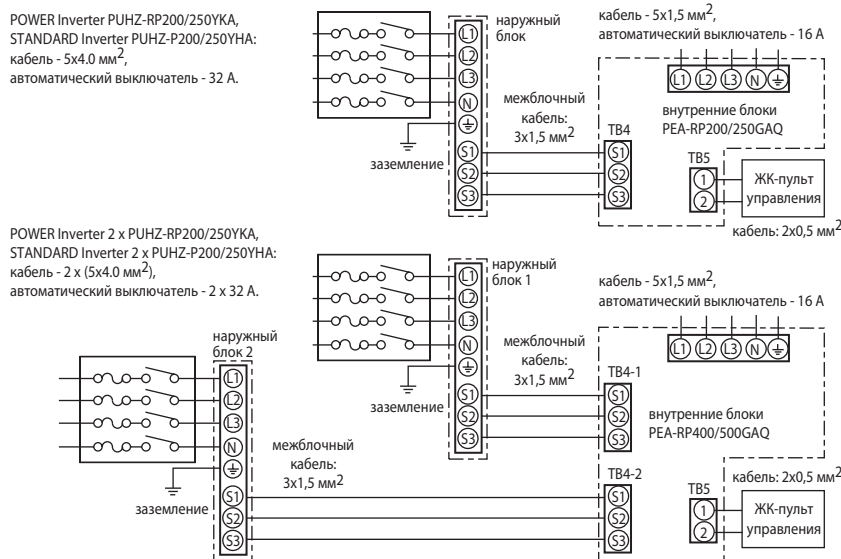 POWER Inverter PUHZ-RP200/250YKA,
STANDARD Inverter PUHZ-P200/250YHA:
кабель - 5x4.0 мм²,
автоматический выключатель - 32 А.
L1
L2
L3
N
S1
S2
S3
наружный
блок
заземление
межблочный
кабель:
3x1,5 мм²
кабель - 5x1,5 мм²,
автоматический выключатель - 16 А
L1 L2 L3 N
внутренние блоки
PEA-RP200/250GAQ
TB4
S1
S2
S3
TB5
1
2
ЖК-пульт
управления
кабель: 2x0,5 мм²
POWER Inverter 2 x PUHZ-RP200/250YKA,
STANDARD Inverter 2 x PUHZ-P200/250YHA:
кабель - 2 x (5x4.0 мм²),
автоматический выключатель - 2 x 32 А.
наружный
блок 1
L1
L2
L3
N
S1
S2
S3
заземление
межблочный
кабель:
3x1,5 мм²
кабель - 5x1,5 мм²,
автоматический выключатель - 16 А
L1 L2 L3 N
TB4-1
S1
S2
S3
внутренние блоки
PEA-RP400/500GAQ
наружный
блок 2
L1
L2
L3
N
S1
S2
S3
заземление
межблочный
кабель:
3x1,5 мм²
TB4-2
S1
S2
S3
TB5
1
2
кабель: 2x0,5 мм²
ЖК-пульт
управления